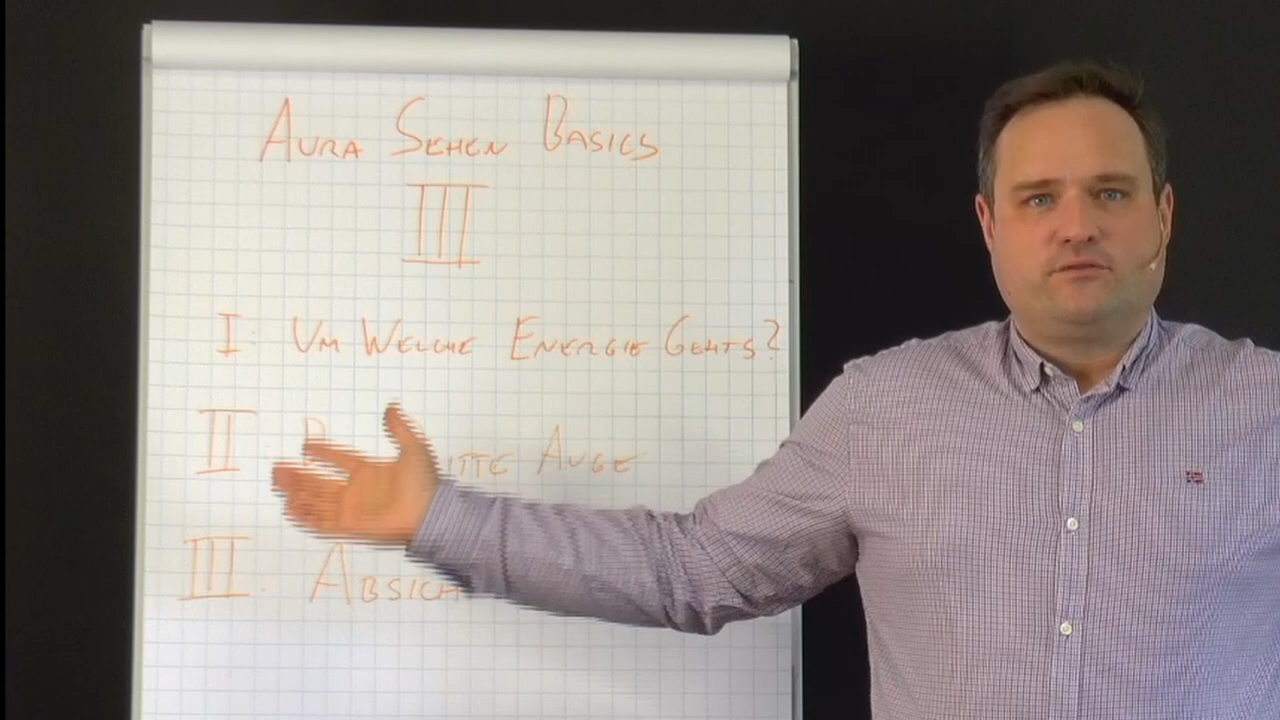 AURA SEHEN BASICS
III
I: UM WELCHE ENERGIE GEHTS?
II AUGE
III.